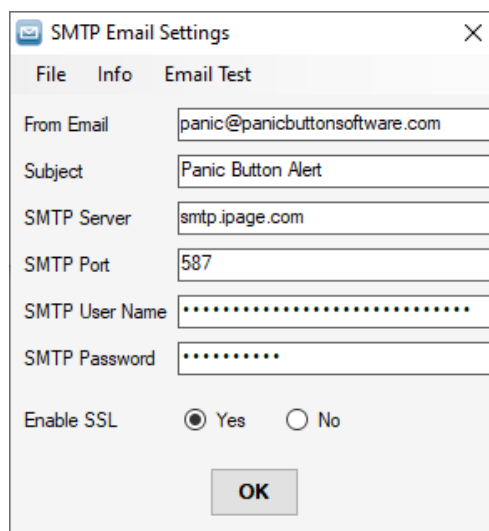 SMTP Email Settings
File Info Email Test
From Email panic@panicbuttonsoftware.com
Subject Panic Button Alert
SMTP Server smtp.ipage.com
SMTP Port 587
SMTP User Name •••••••••••••••••••••••••••••
SMTP Password ••••••••••
Enable SSL Yes No
OK